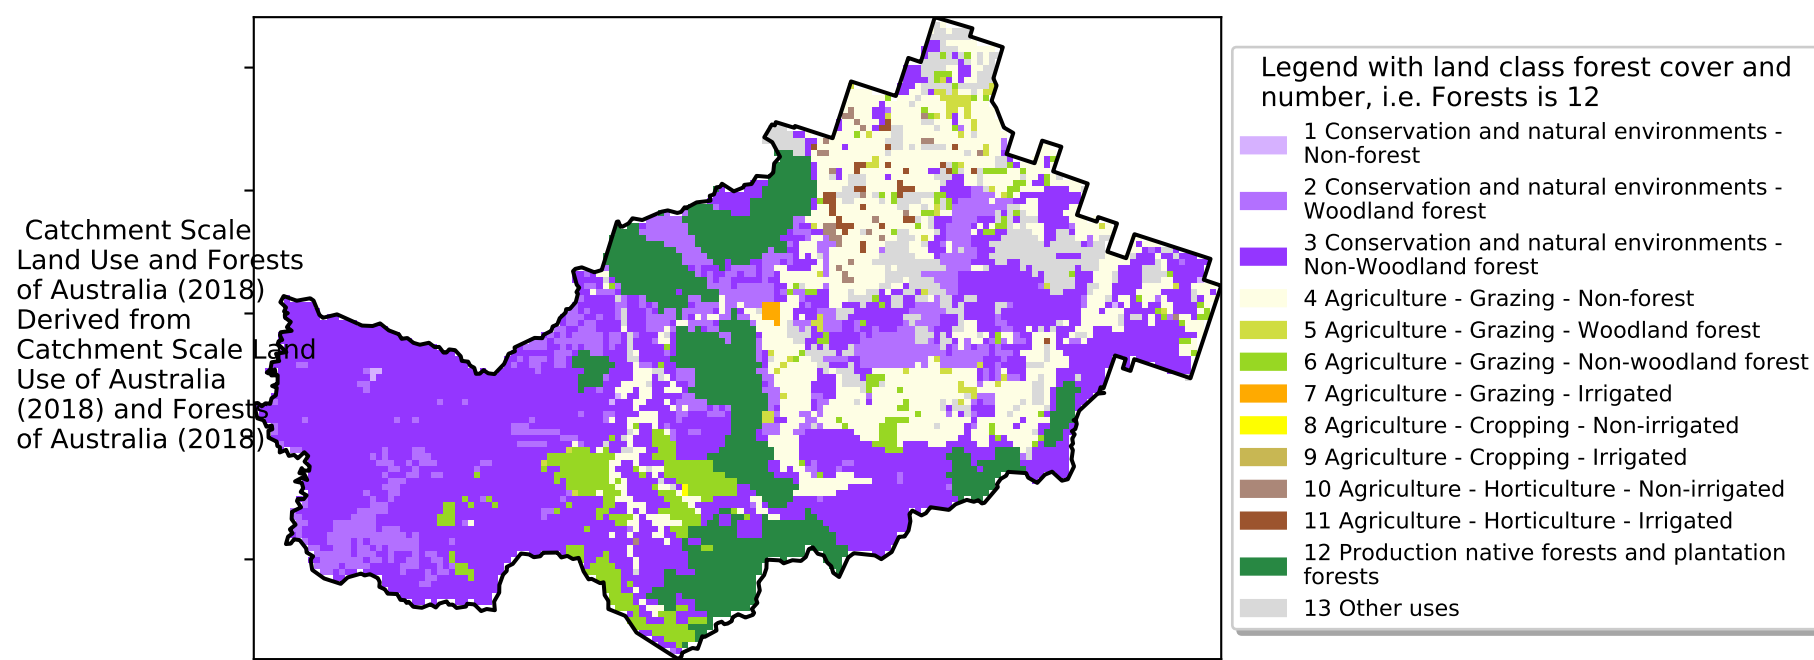 Catchment Scale
Land Use and Forests
of Australia (2018)
Derived from
Catchment Scale Land
Use of Australia
(2018) and Forests
of Australia (2018)
Legend with land class forest cover and
number, i.e. Forests is 12
1 Conservation and natural environments -
Non-forest
2 Conservation and natural environments -
Woodland forest
3 Conservation and natural environments -
Non-Woodland forest
4 Agriculture - Grazing - Non-forest
5 Agriculture - Grazing - Woodland forest
6 Agriculture - Grazing - Non-woodland forest
7 Agriculture - Grazing - Irrigated
8 Agriculture - Cropping - Non-irrigated
9 Agriculture - Cropping - Irrigated
10 Agriculture - Horticulture - Non-irrigated
11 Agriculture - Horticulture - Irrigated
12 Production native forests and plantation
forests
13 Other uses